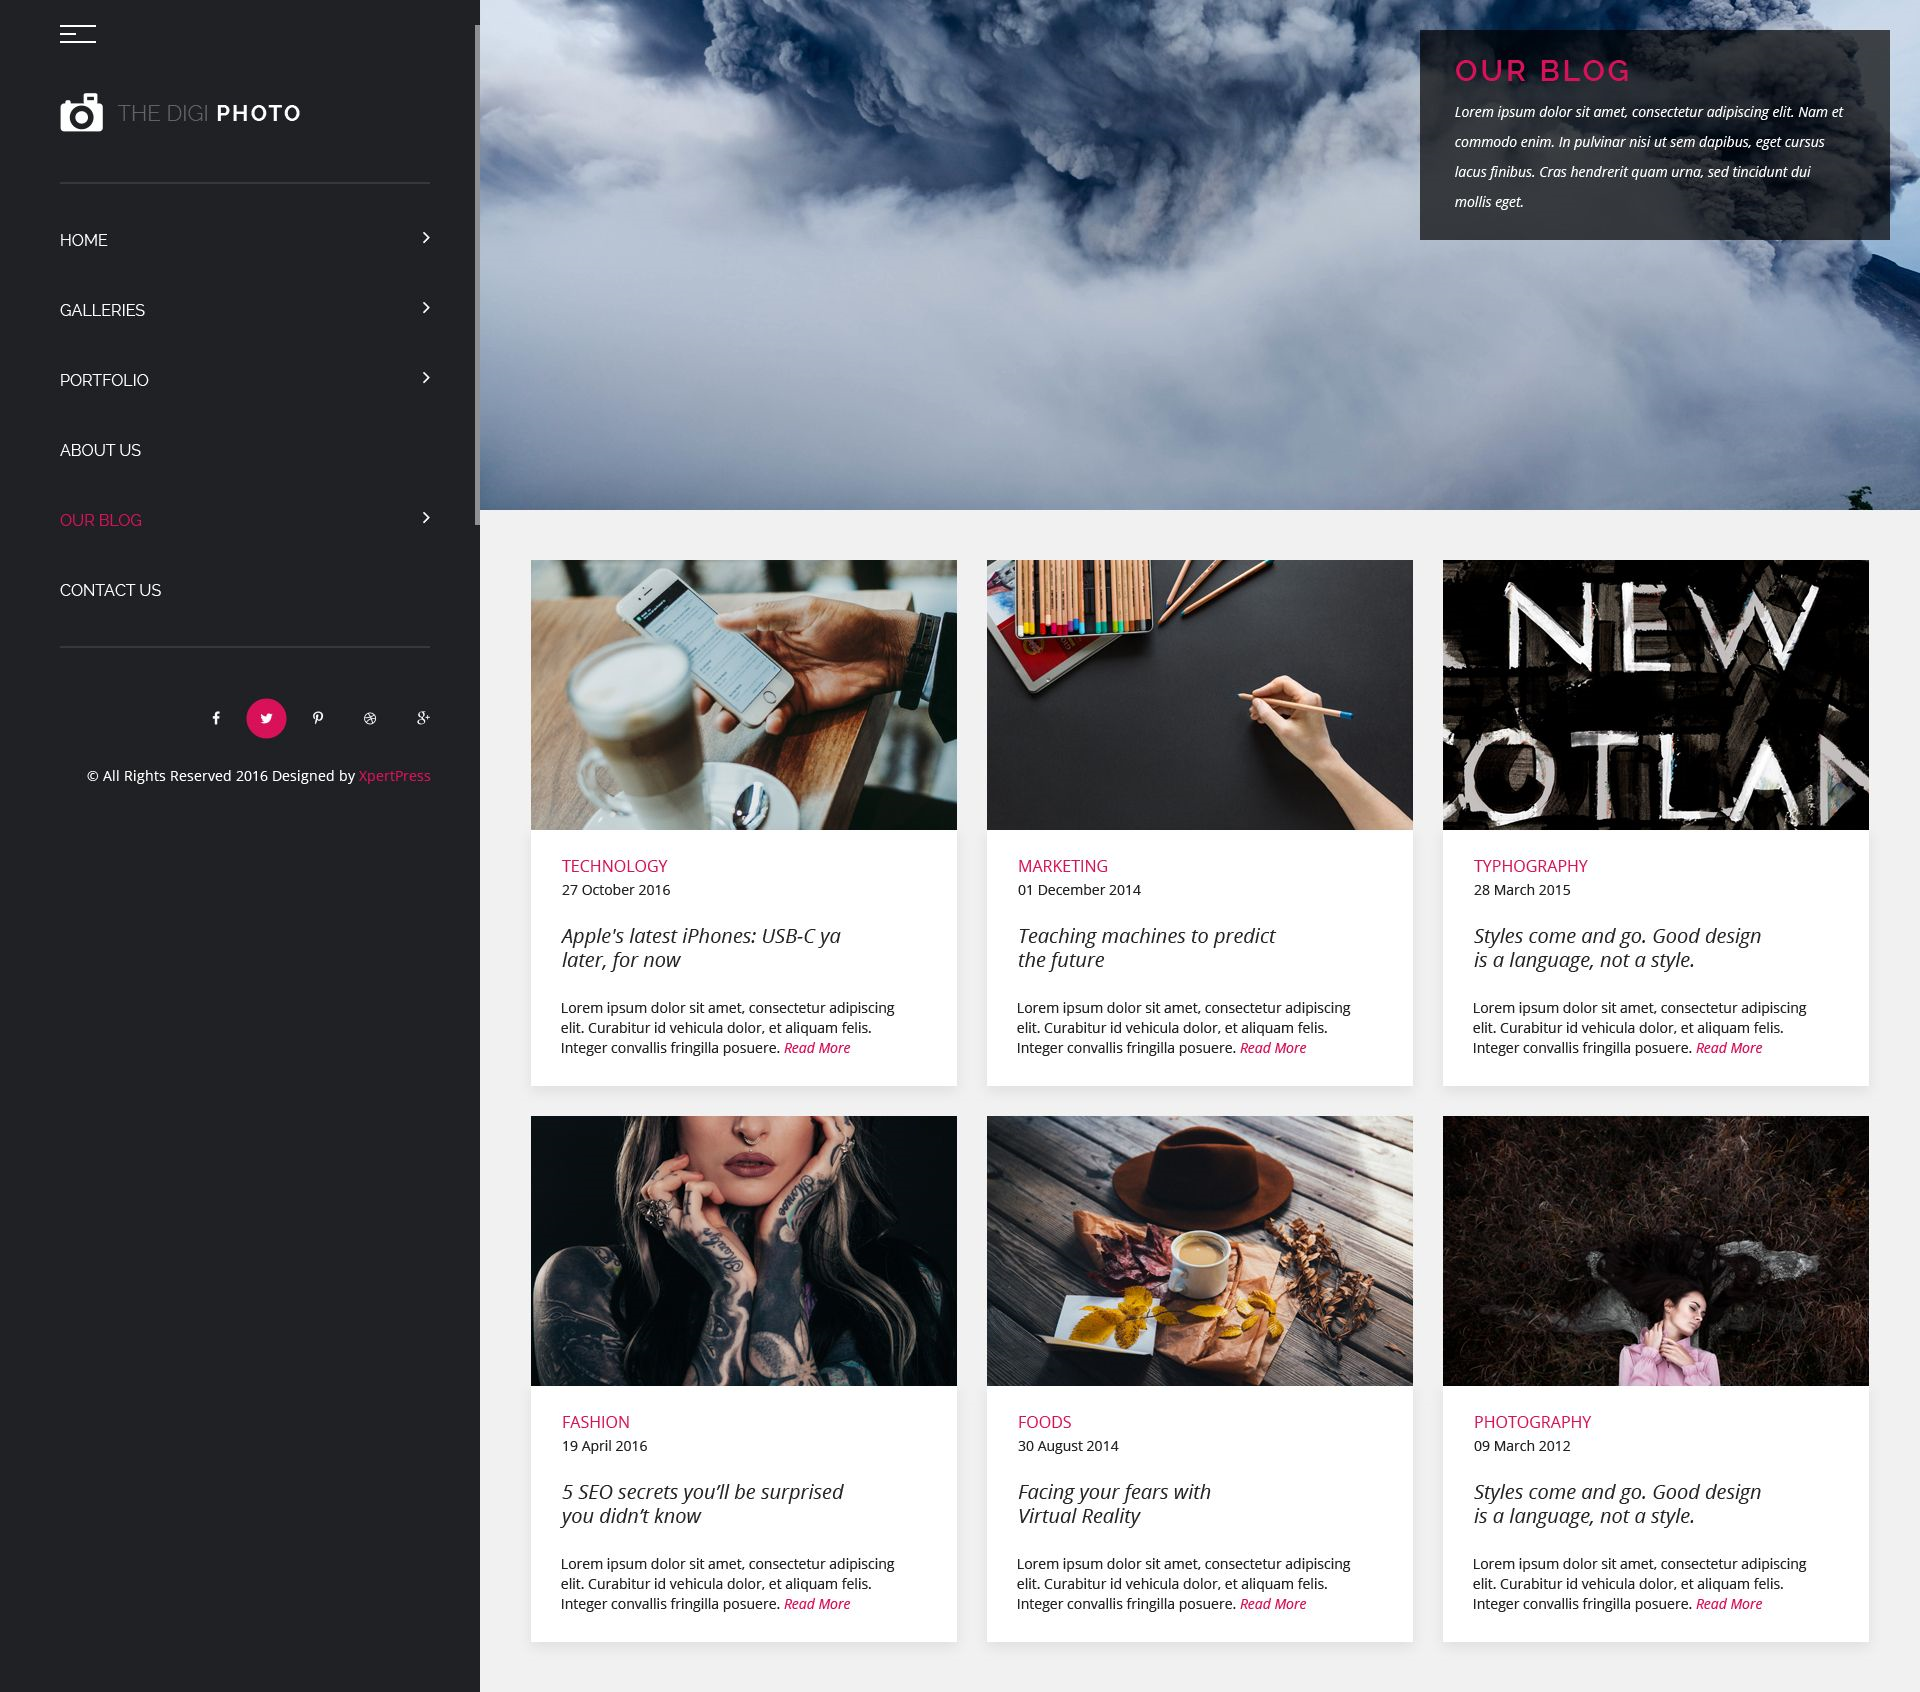 THE DIGI PHOTO
HOME
GALLERIES
PORTFOLIO
ABOUT US
OUR BLOG
CONTACT US
© All Rights Reserved 2016 Designed by XpertPress
OUR BLOG
Lorem ipsum dolor sit amet, consectetur adipiscing elit. Nam et
commodo enim. In pulvinar nisi ut sem dapibus, eget cursus
lacus finibus. Cras hendrerit quam urna, sed tincidunt dui
mollis eget.
TECHNOLOGY
27 October 2016
Apple's latest iPhones: USB-C ya
later, for now
Lorem ipsum dolor sit amet, consectetur adipiscing
elit. Curabitur id vehicula dolor, et aliquam felis.
Integer convallis fringilla posuere. Read More
MARKETING
01 December 2014
Teaching machines to predict
the future
Lorem ipsum dolor sit amet, consectetur adipiscing
elit. Curabitur id vehicula dolor, et aliquam felis.
Integer convallis fringilla posuere. Read More
NEW
OTLAN
TYPHOGRAPHY
28 March 2015
Styles come and go. Good design
is a language, not a style.
Lorem ipsum dolor sit amet, consectetur adipiscing
elit. Curabitur id vehicula dolor, et aliquam felis.
Integer convallis fringilla posuere. Read More
FASHION
19 April 2016
5 SEO secrets you’ll be surprised
you didn’t know
Lorem ipsum dolor sit amet, consectetur adipiscing
elit. Curabitur id vehicula dolor, et aliquam felis.
Integer convallis fringilla posuere. Read More
FOODS
30 August 2014
Facing your fears with
Virtual Reality
Lorem ipsum dolor sit amet, consectetur adipiscing
elit. Curabitur id vehicula dolor, et aliquam felis.
Integer convallis fringilla posuere. Read More
PHOTOGRAPHY
09 March 2012
Styles come and go. Good design
is a language, not a style.
Lorem ipsum dolor sit amet, consectetur adipiscing
elit. Curabitur id vehicula dolor, et aliquam felis.
Integer convallis fringilla posuere. Read More